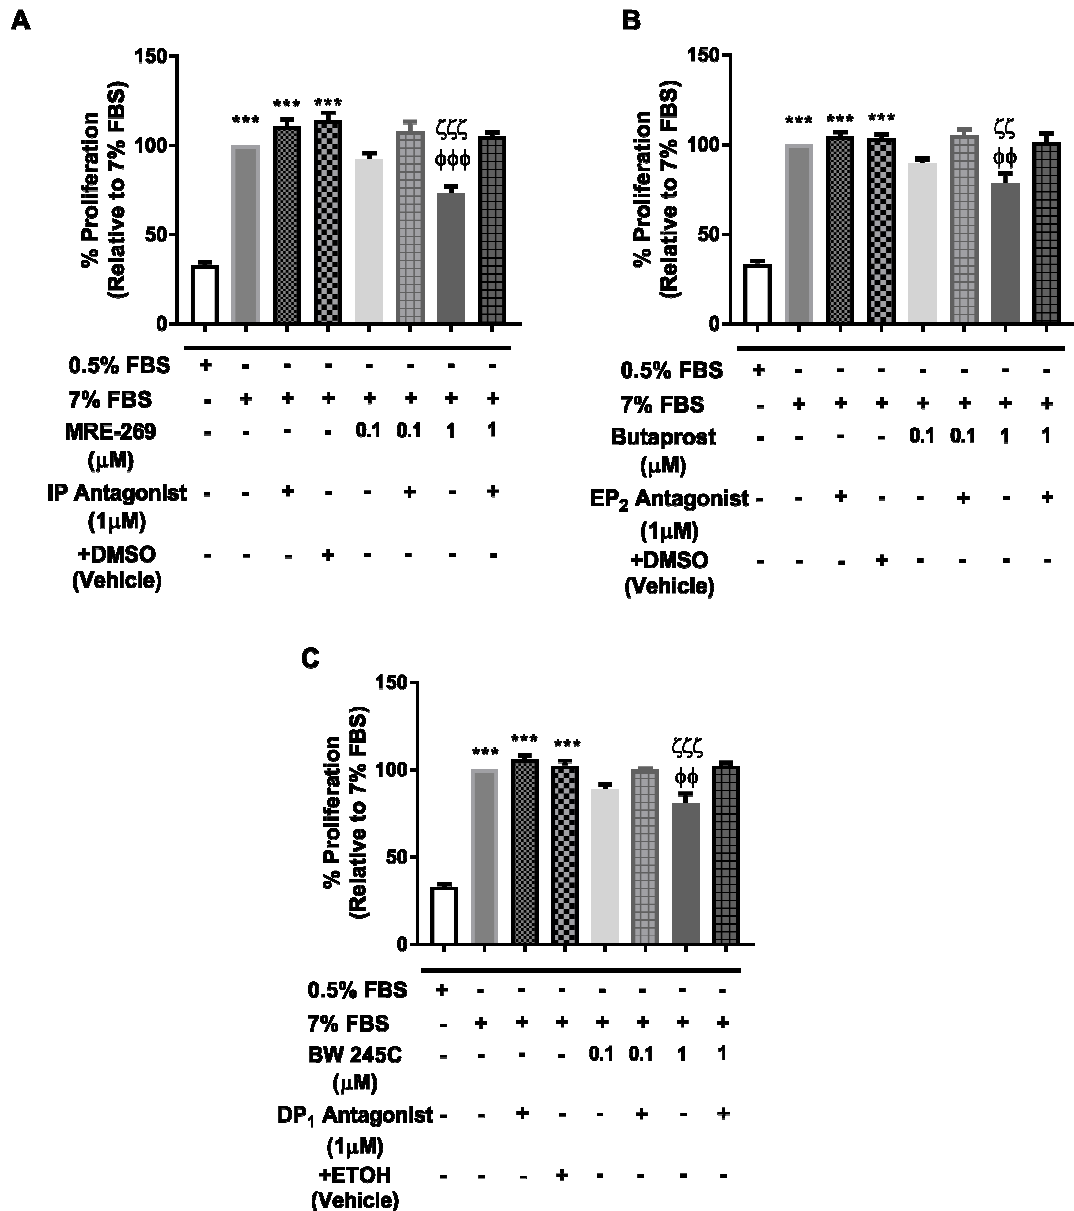 A
% Proliferation
(Relative to 7% FBS)
150
100
50
0
***
***
***
ζζζ
ϕϕϕ
0.5% FBS + - - - - - - -
7% FBS - + + + + + + +
MRE-269 - - - - 0.1 0.1 1 1
(μM)
IP Antagonist - - + - - + - +
(1μM)
+DMSO - - - + - - - -
(Vehicle)
B
% Proliferation
(Relative to 7% FBS)
150
100
50
0
***
***
***
ζζ
ϕϕ
0.5% FBS + - - - - - - -
7% FBS - + + + + + + +
Butaprost - - - - 0.1 0.1 1 1
(μM)
EP₂ Antagonist - - + - - + - +
(1μM)
+DMSO - - - + - - - -
(Vehicle)
C
% Proliferation
(Relative to 7% FBS)
150
100
50
0
***
***
***
ζζζ
ϕϕ
0.5% FBS + - - - - - - -
7% FBS - + + + + + + +
BW 245C - - - - 0.1 0.1 1 1
(μM)
DP₁ Antagonist - - + - - + - +
(1μM)
+ETOH - - - + - - - -
(Vehicle)